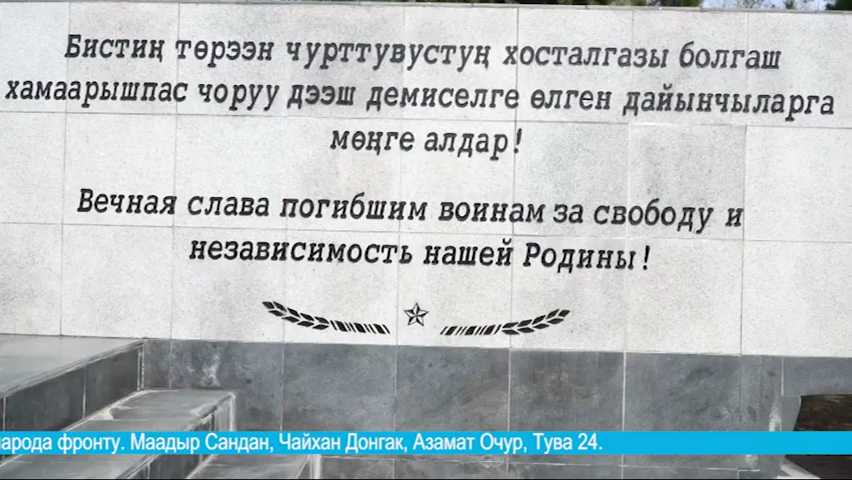 Бистиң төрээн чурттувустуң хосталгазы болгаш
хамаарышпас чоруу дээш демиселге өлген дайынчыларга
мөңге алдар!
Вечная слава погибшим воинам за свободу и
независимость нашей Родины!
народа фронту. Маадыр Сандан, Чайхан Донгак, Азамат Очур, Тува 24.